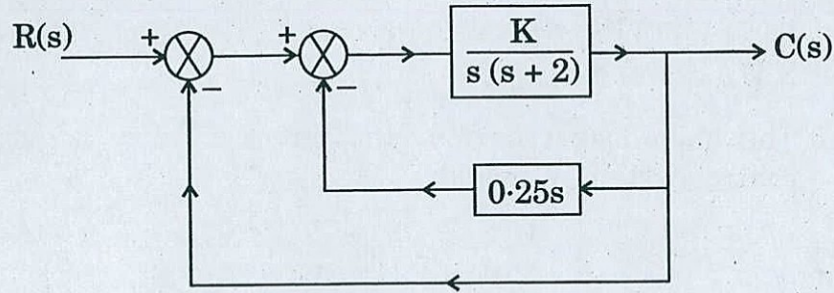 R(s)
+
+
K
s (s + 2)
C(s)
−
−
0·25s